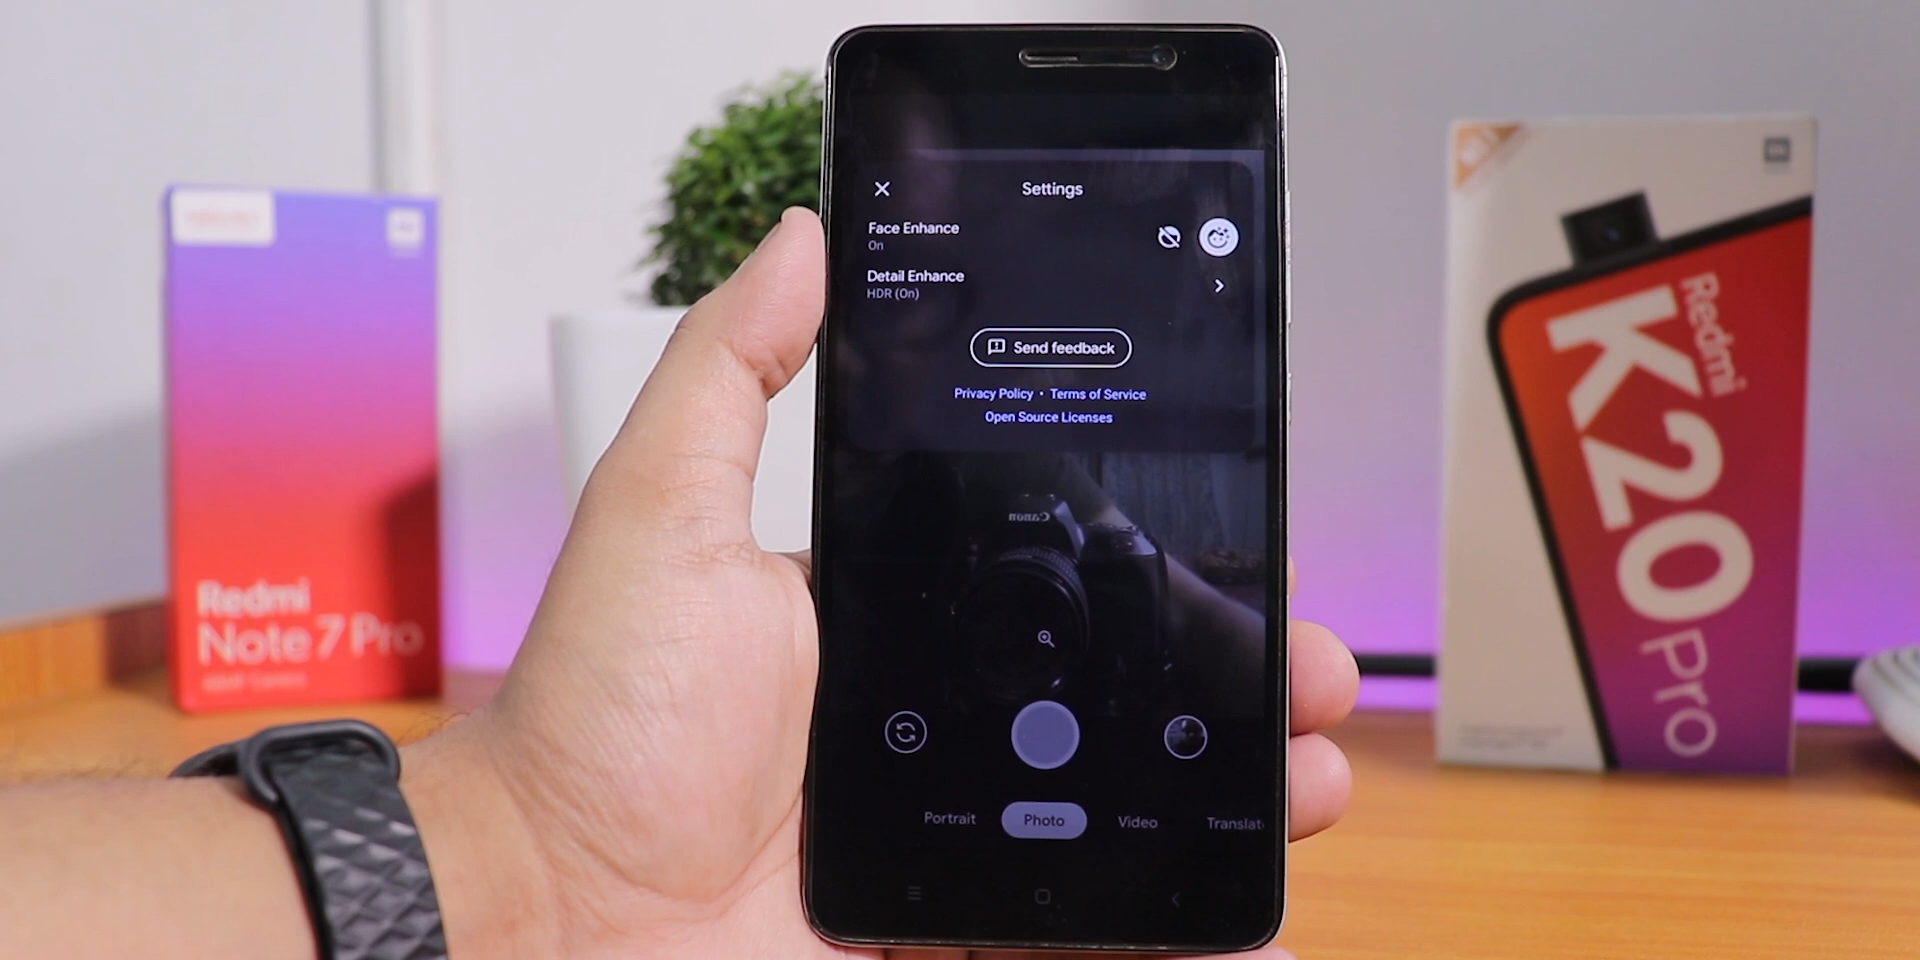 Settings
Face Enhance
On
Detail Enhance
HDR (On)
Send feedback
Privacy Policy • Terms of Service
Open Source Licenses
Canon
Portrait
Photo
Video
Translat
Redmi
Note 7 Pro
Redmi
K20 Pro